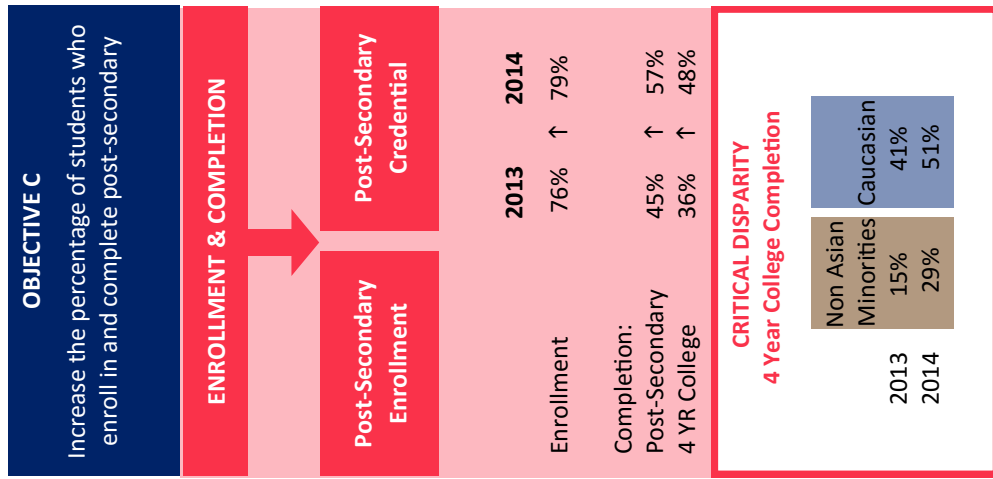 OBJECTIVE C
Increase the percentage of students who
enroll in and complete post-secondary
ENROLLMENT & COMPLETION
Post-Secondary
Enrollment
Post-Secondary
Credential
2013 2014
Enrollment 76% ↑ 79%
Completion:
Post-Secondary 45% ↑ 57%
4 YR College 36% ↑ 48%
CRITICAL DISPARITY
4 Year College Completion
Non Asian
Minorities Caucasian
2013 15% 41%
2014 29% 51%